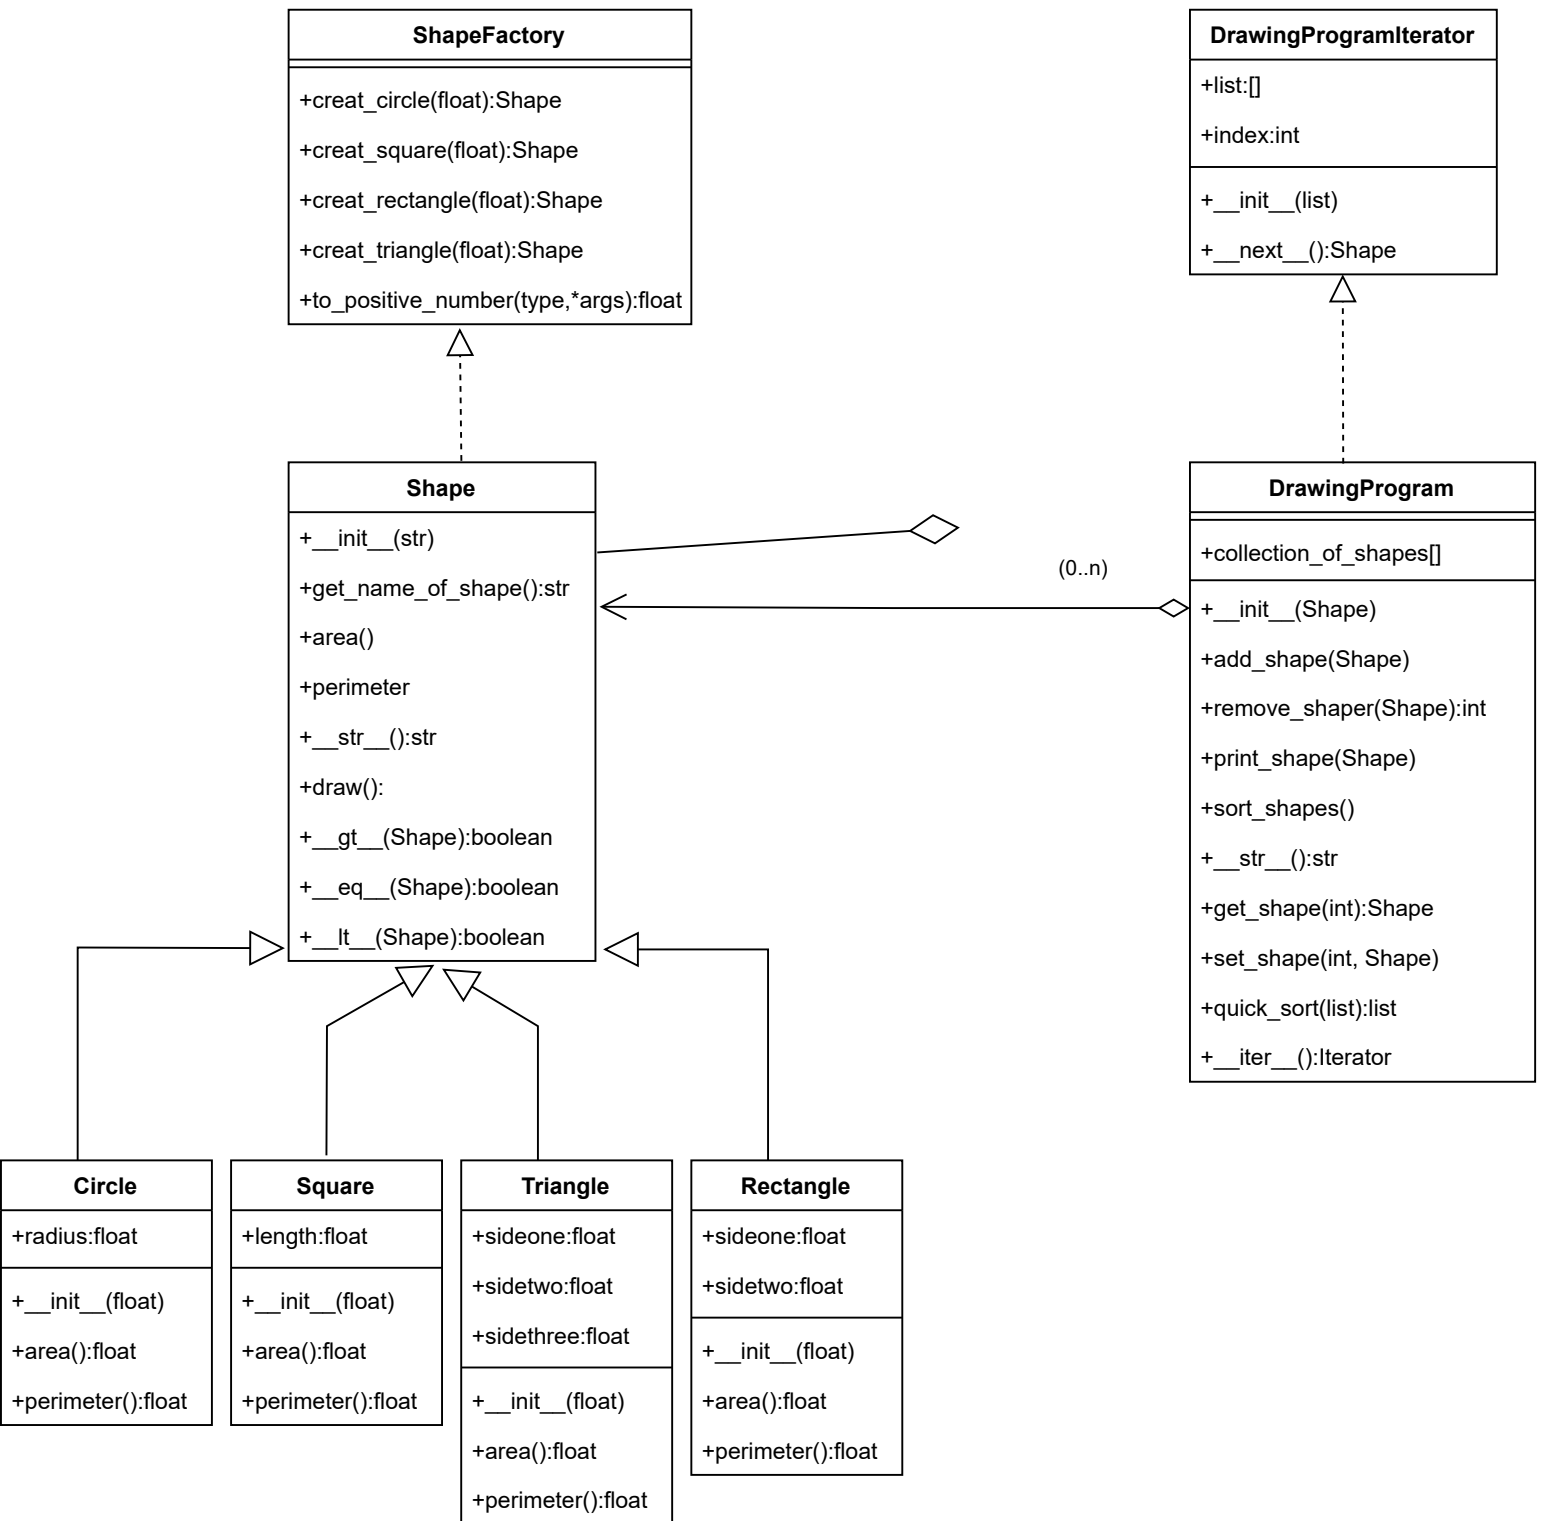 ShapeFactory
+creat_circle(float):Shape
+creat_square(float):Shape
+creat_rectangle(float):Shape
+creat_triangle(float):Shape
+to_positive_number(type,*args):float
DrawingProgramIterator
+list:[]
+index:int
+__init__(list)
+__next__():Shape
Shape
+__init__(str)
+get_name_of_shape():str
+area()
+perimeter
+__str__():str
+draw():
+__gt__(Shape):boolean
+__eq__(Shape):boolean
+__lt__(Shape):boolean
(0..n)
DrawingProgram
+collection_of_shapes[]
+__init__(Shape)
+add_shape(Shape)
+remove_shaper(Shape):int
+print_shape(Shape)
+sort_shapes()
+__str__():str
+get_shape(int):Shape
+set_shape(int, Shape)
+quick_sort(list):list
+__iter__():Iterator
Circle
+radius:float
+__init__(float)
+area():float
+perimeter():float
Square
+length:float
+__init__(float)
+area():float
+perimeter():float
Triangle
+sideone:float
+sidetwo:float
+sidethree:float
+__init__(float)
+area():float
+perimeter():float
Rectangle
+sideone:float
+sidetwo:float
+__init__(float)
+area():float
+perimeter():float